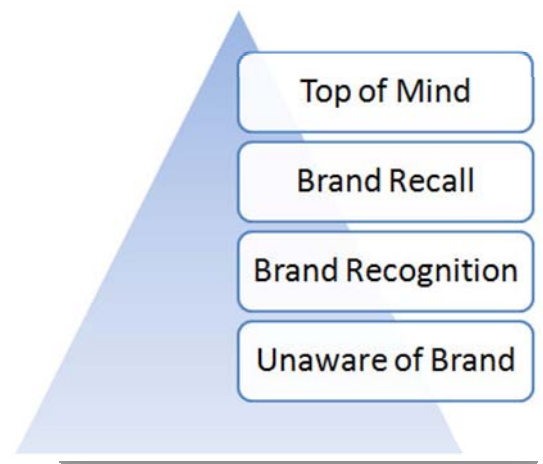 Top of Mind
Brand Recall
Brand Recognition
Unaware of Brand